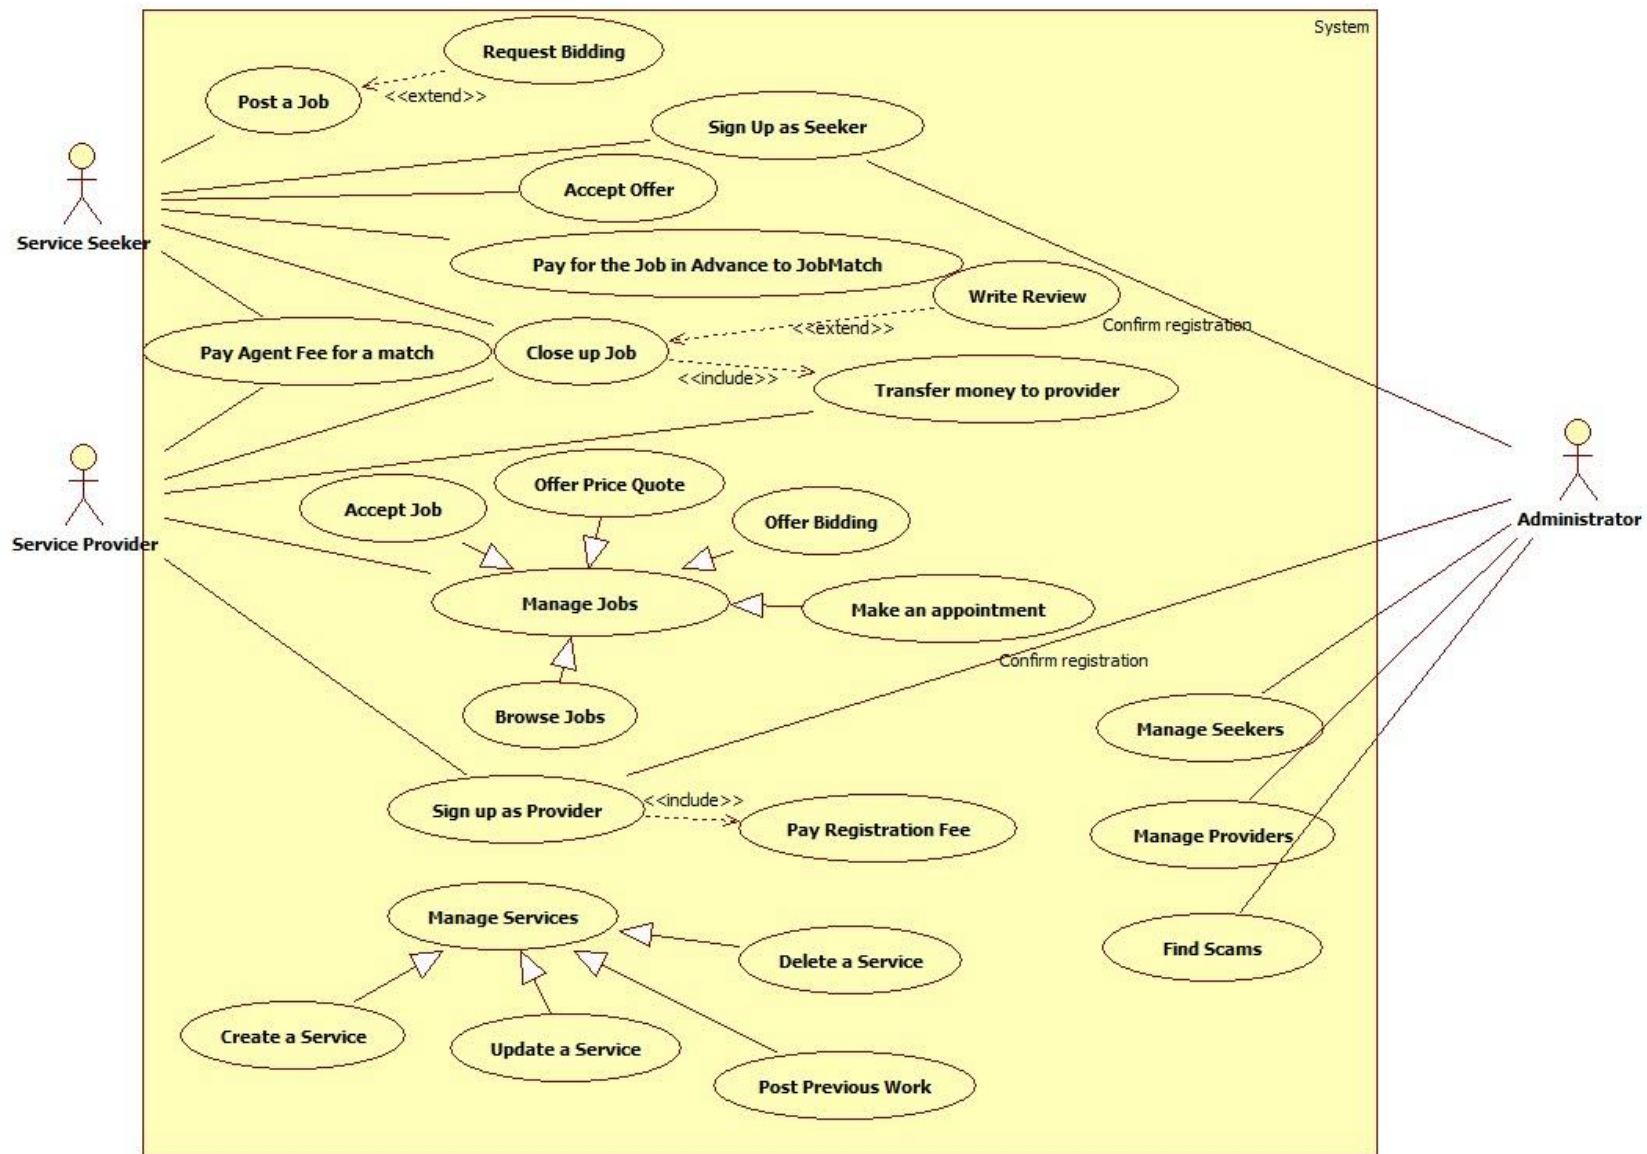 System
Request Bidding
Post a Job
<<extend>>
Sign Up as Seeker
Accept Offer
Service Seeker
Pay for the Job in Advance to JobMatch
Write Review
<<extend>>
Confirm registration
Pay Agent Fee for a match
Close up Job
<<include>>
Transfer money to provider
Offer Price Quote
Accept Job
Offer Bidding
Administrator
Service Provider
Manage Jobs
Make an appointment
Confirm registration
Browse Jobs
Manage Seekers
<<include>>
Sign up as Provider
Pay Registration Fee
Manage Providers
Manage Services
Delete a Service
Find Scams
Create a Service
Update a Service
Post Previous Work